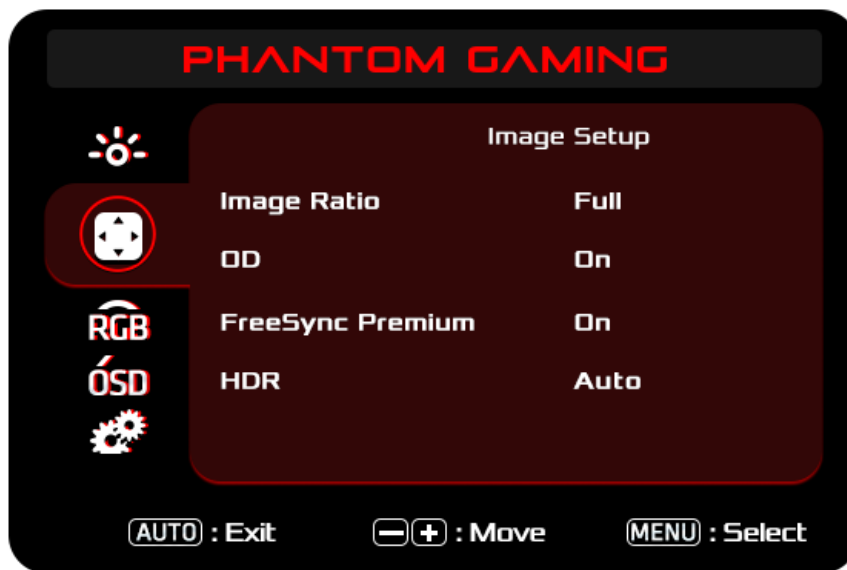 PHANTOM GAMING
Image Setup
Image Ratio Full
OD On
FreeSync Premium On
RGB
HDR Auto
OSD
AUTO : Exit - + : Move MENU : Select